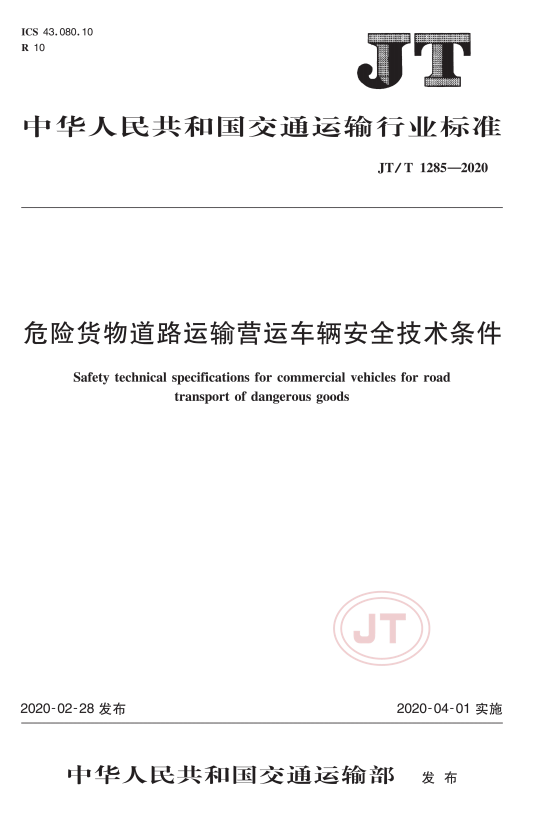 ICS 43.080.10
R 10
JT
中华人民共和国交通运输行业标准
JT/T 1285—2020
危险货物道路运输营运车辆安全技术条件
Safety technical specifications for commercial vehicles for road
transport of dangerous goods
JT
2020-02-28 发布
2020-04-01 实施
中华人民共和国交通运输部 发布